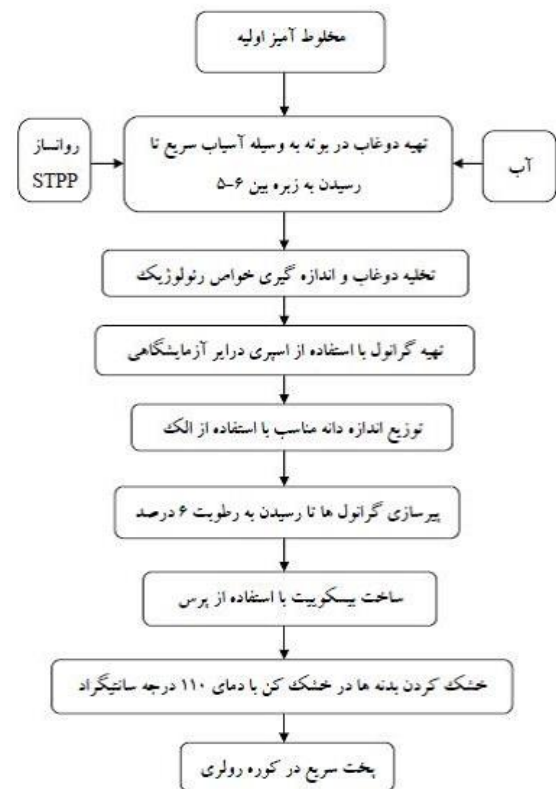 مخلوط آمیز اولیه
روانساز
STPP
تهیه دوغاب در بوته به وسیله آسیاب سریع تا
رسیدن به زبره بین ۶-۵
آب
تخلیه دوغاب و اندازه گیری خواص رئولوژیک
تهیه گرانول با استفاده از اسپری درایر آزمایشگاهی
توزیع اندازه دانه مناسب با استفاده از الک
پیرسازی گرانول ها تا رسیدن به رطوبت ۶ درصد
ساخت بیسکوییت با استفاده از پرس
خشک کردن بدنه ها در خشک کن با دمای ۱۱۰ درجه سانتیگراد
پخت سریع در کوره رولری